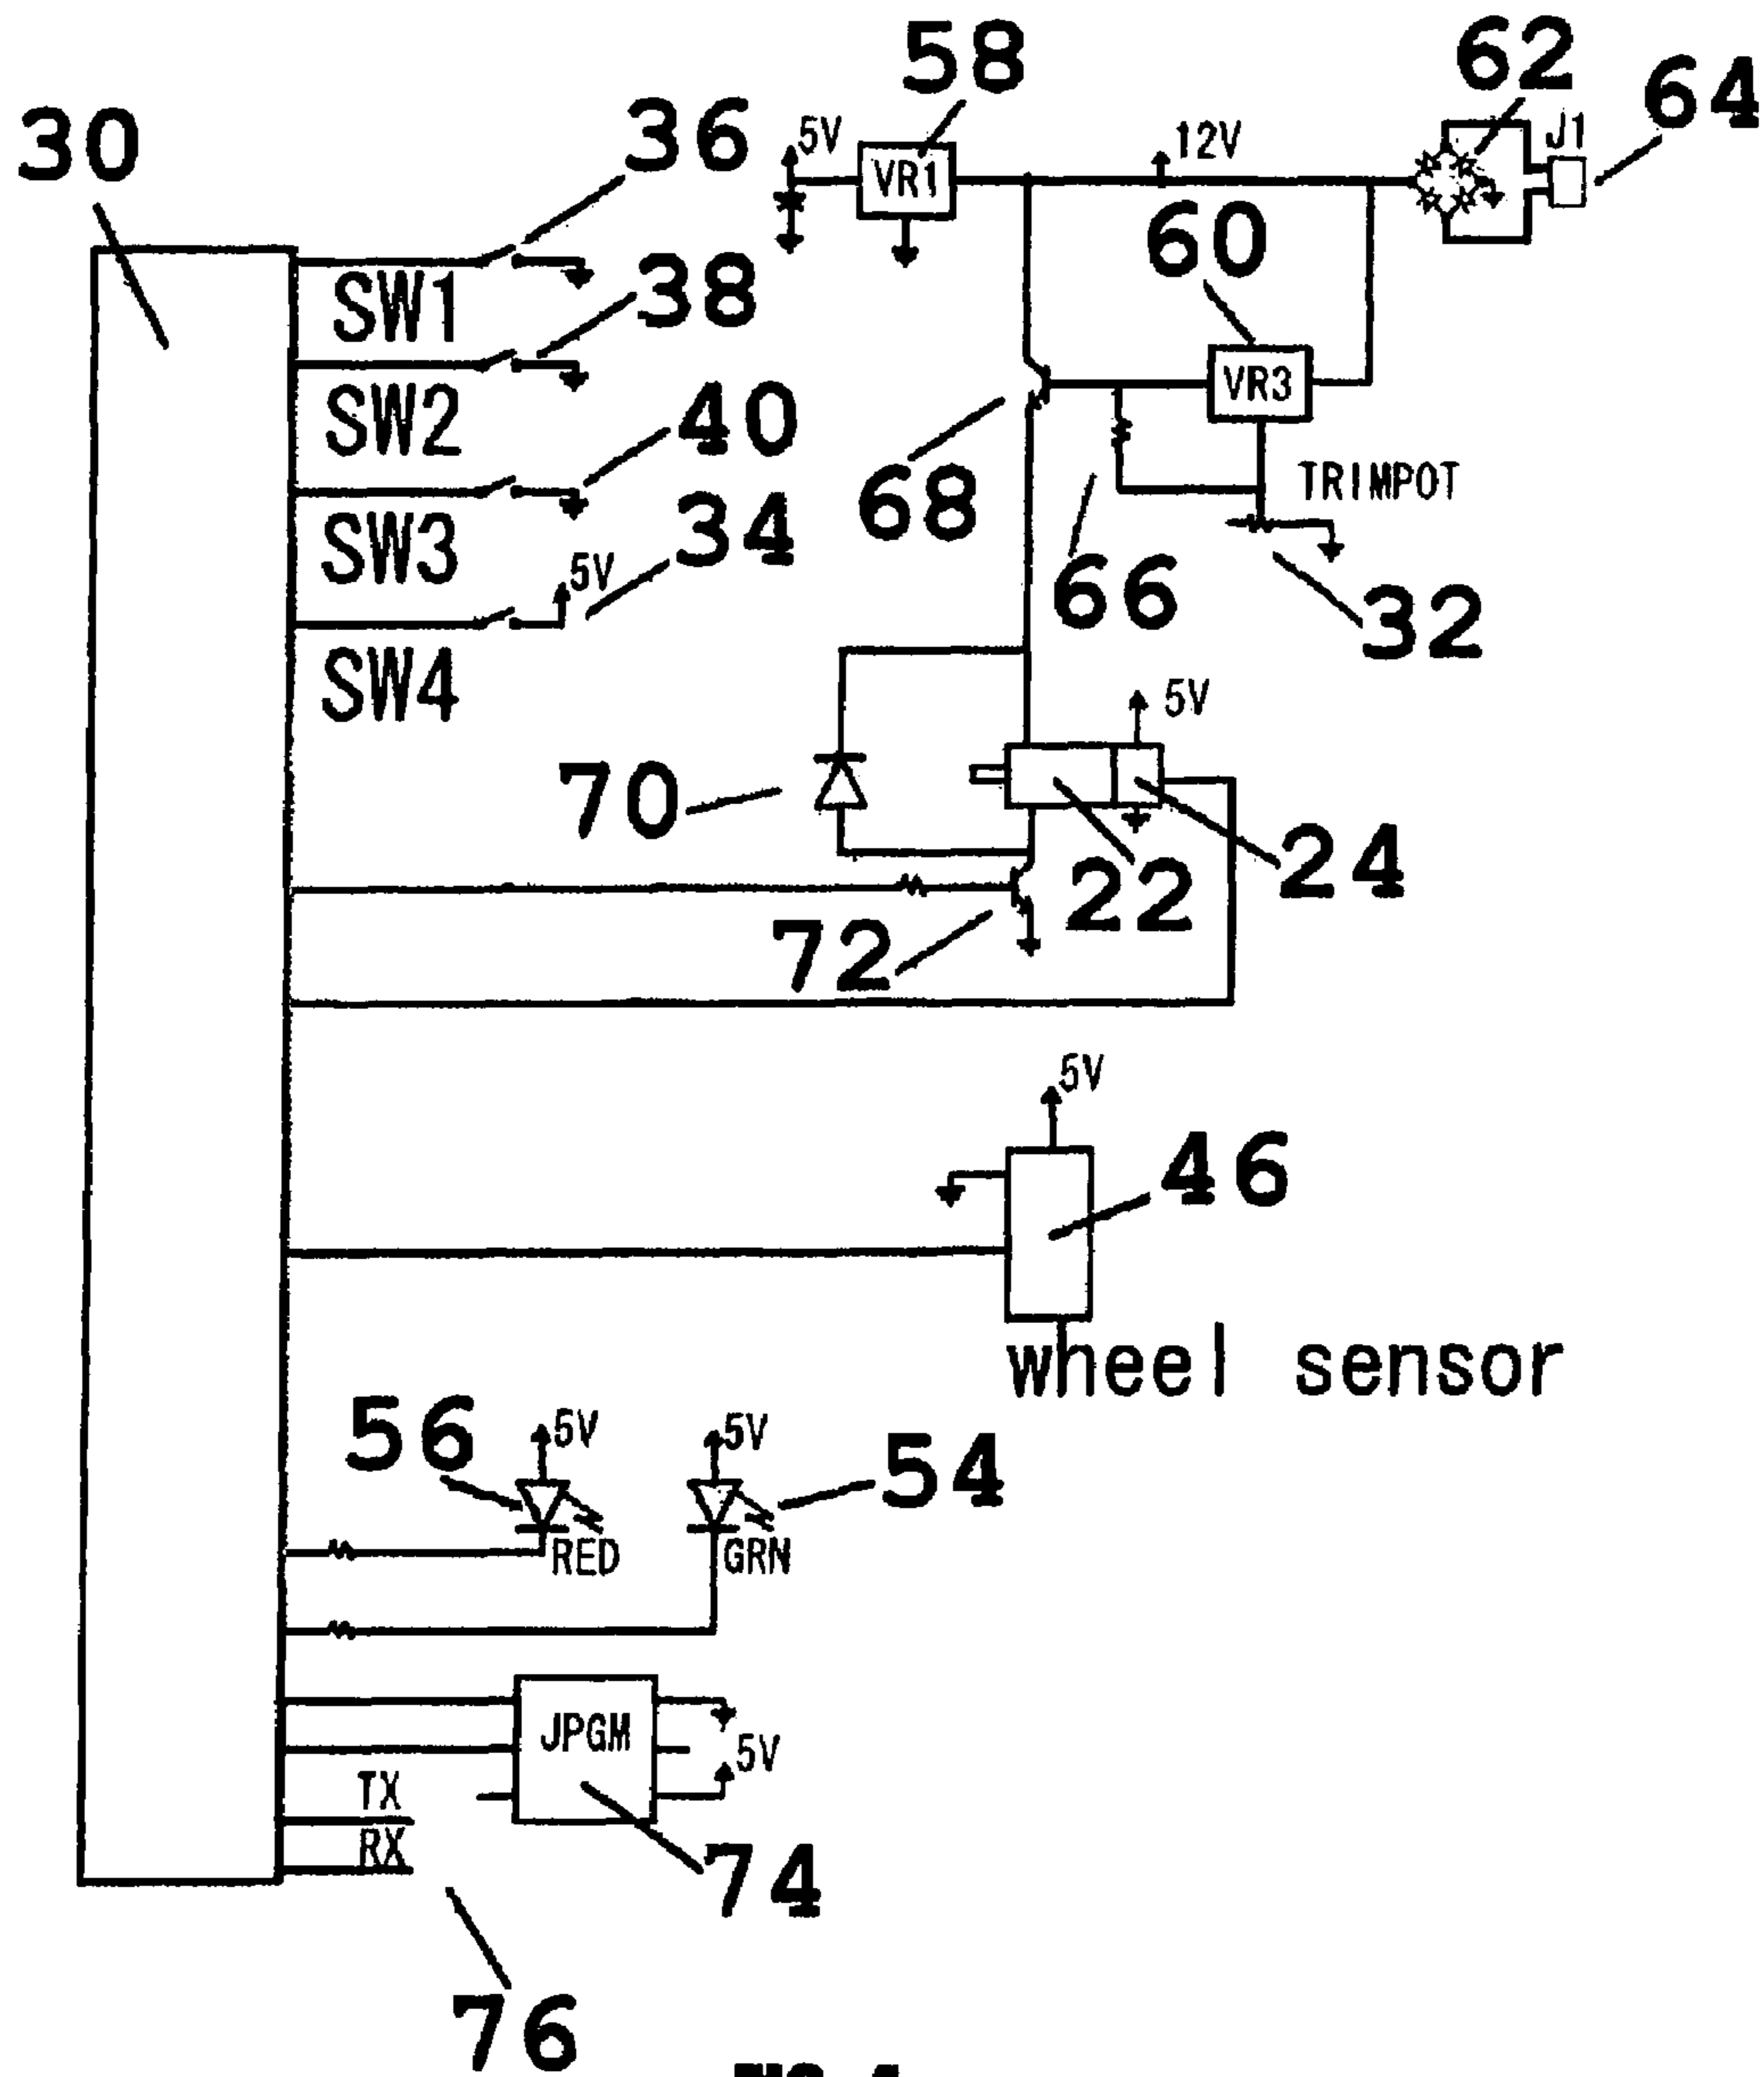 58
62
64
30
36
5V
VR1
12V
J1
60
SW1
38
VR3
SW2
40
68
TRIMPOT
SW3
34
5V
66
32
SW4
5V
70
24
22
72
5V
46
wheel sensor
56
5V
5V
54
RED
GRN
JPGM
5V
TX
RX
74
76